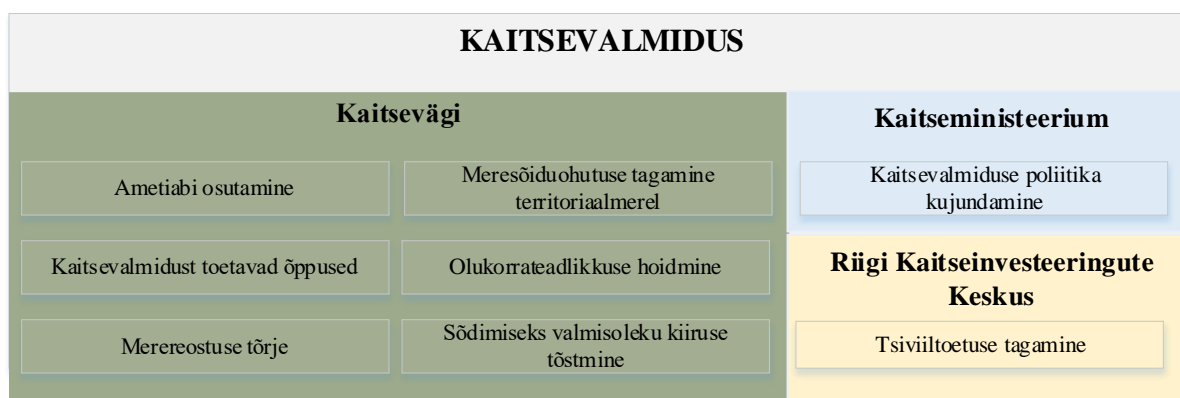 KAITSEVALMIDUS
Kaitsevägi
Ametiabi osutamine
Meresõiduohutuse tagamine
territoriaalmerel
Kaitsevalmidust toetavad õppused
Olukorrateadlikkuse hoidmine
Merereostuse tõrje
Sõdimiseks valmisoleku kiiruse
tõstmine
Kaitseministeerium
Kaitsevalmiduse poliitika
kujundamine
Riigi Kaitseinvesteeringute
Keskus
Tsiviiltoetuse tagamine